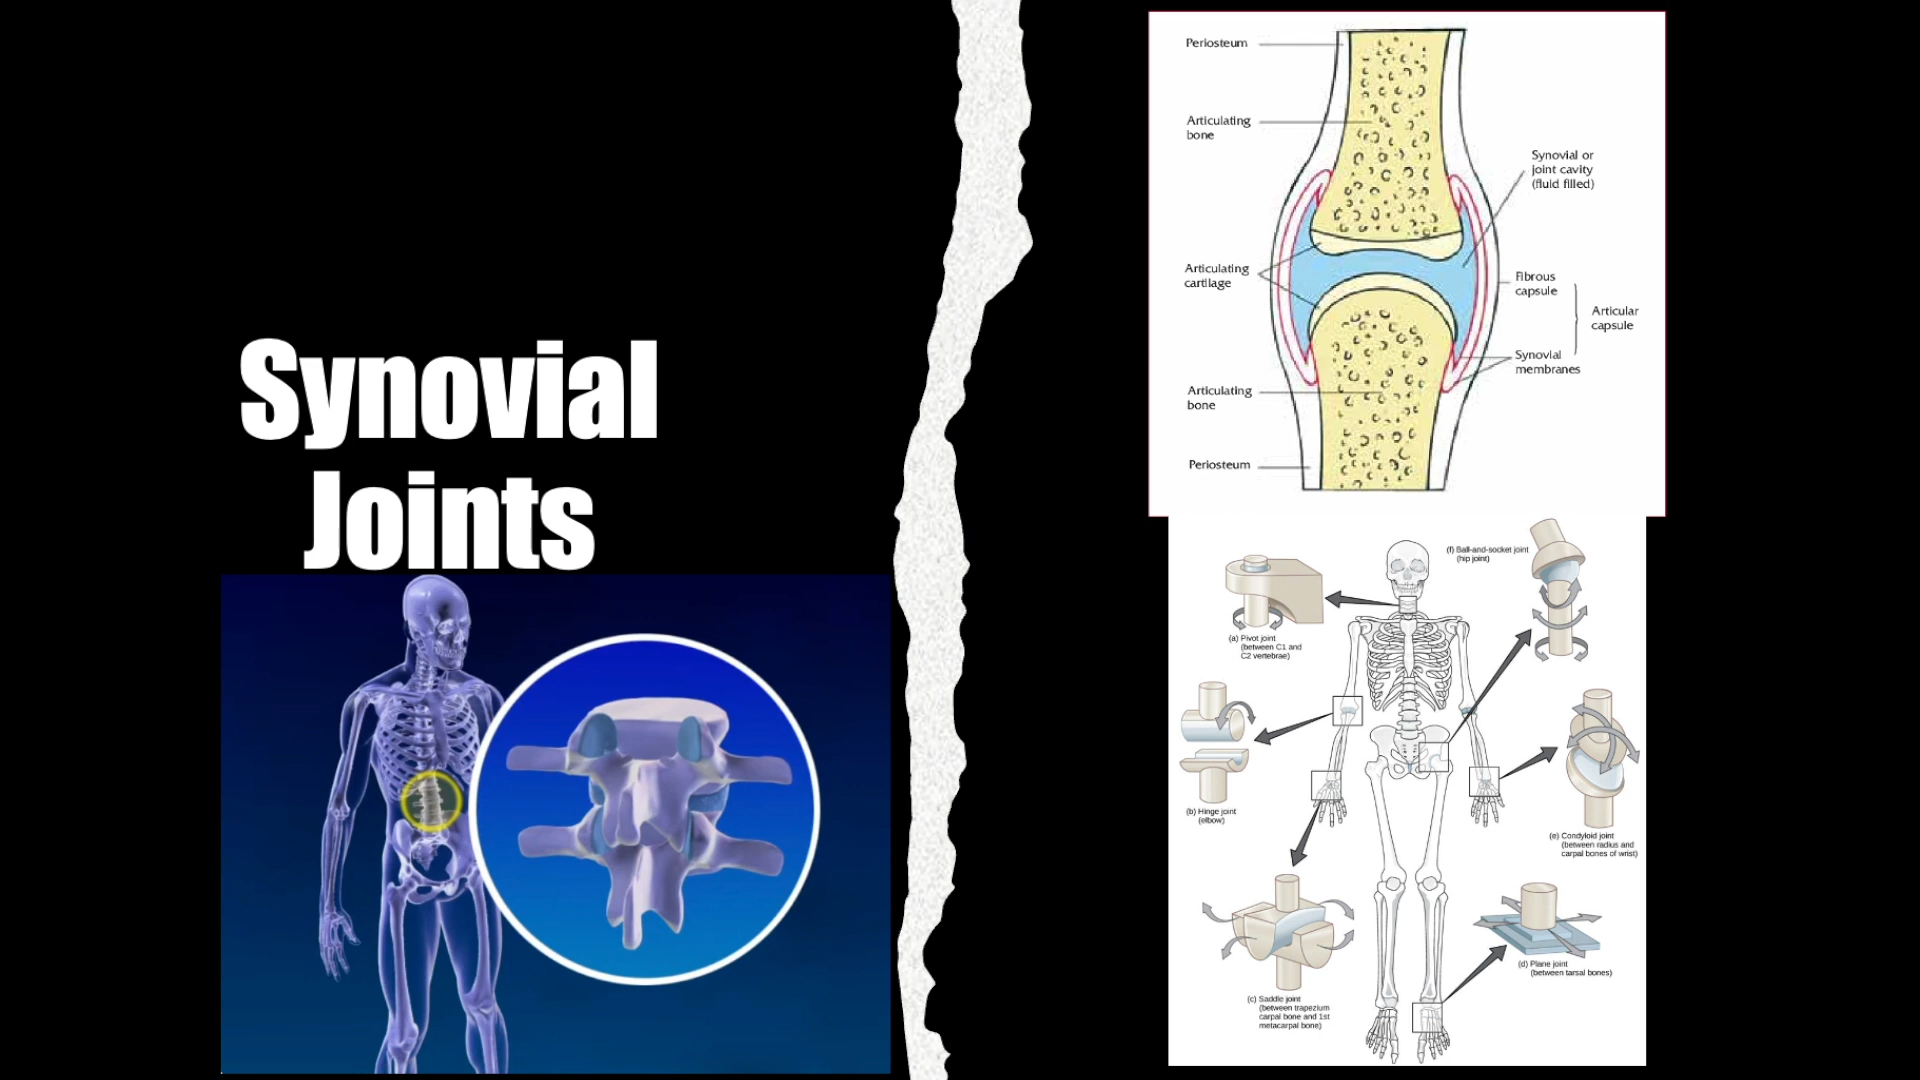 Synovial
Joints
Periosteum
Articulating
bone
Synovial or
joint cavity
(fluid filled)
Articulating
cartilage
Fibrous
capsule
Articular
capsule
Synovial
membranes
Articulating
bone
Periosteum
(f) Ball-and-socket joint
(hip joint)
(a) Pivot joint
(between C1 and
C2 vertebrae)
(b) Hinge joint
(elbow)
(e) Condyloid joint
(between radius and
carpal bones of wrist)
(d) Plane joint
(between tarsal bones)
(c) Saddle joint
(between trapezium
carpal bone and 1st
metacarpal bone)